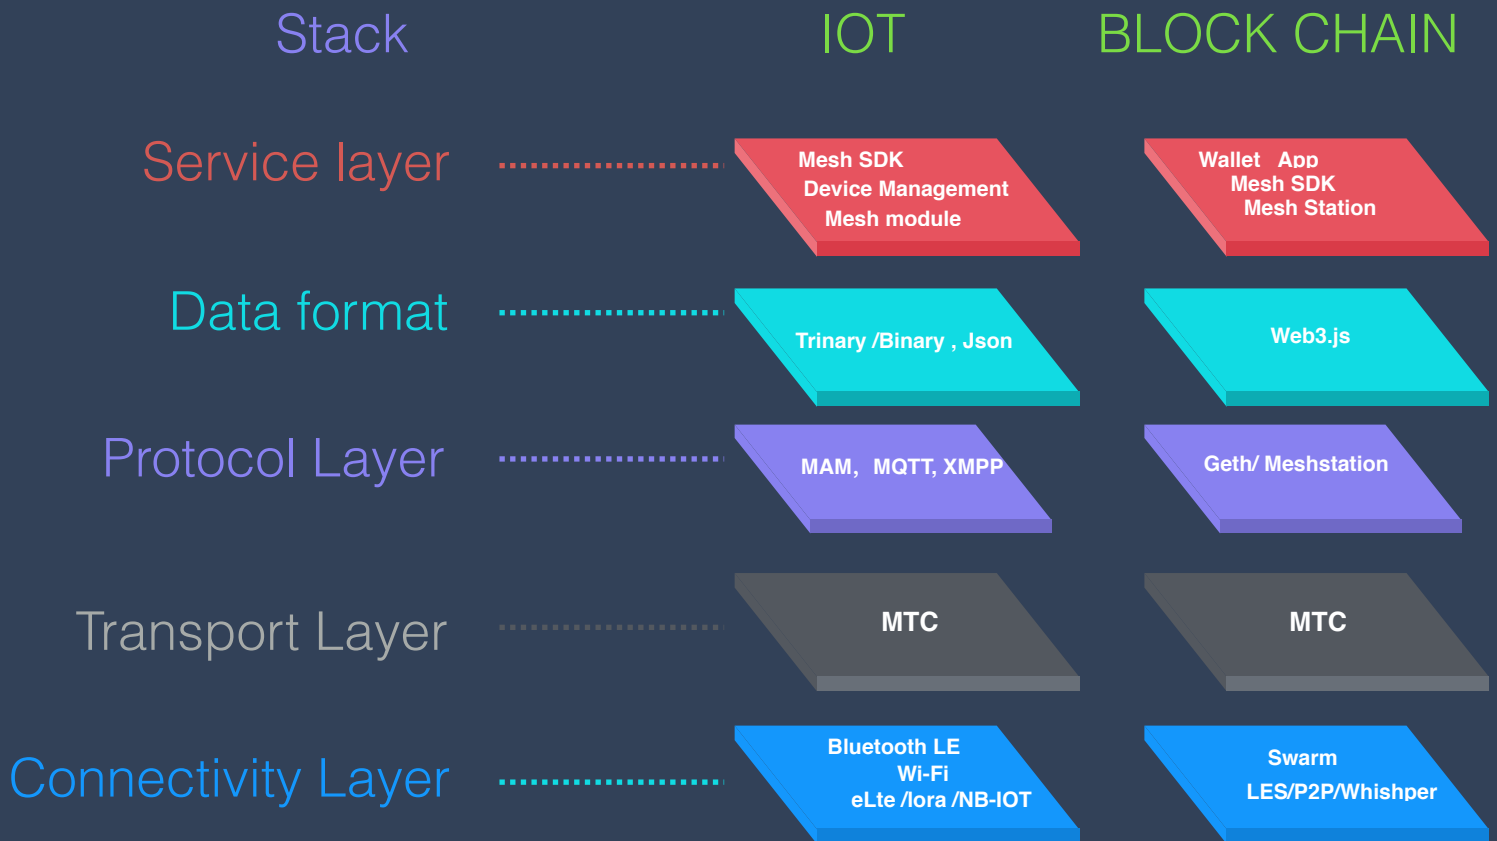 Stack IOT BLOCK CHAIN
Service layer
Mesh SDK
Device Management
Mesh module
Wallet App
Mesh SDK
Mesh Station
Data format
Trinary /Binary , Json
Web3.js
Protocol Layer
MAM, MQTT, XMPP
Geth/ Meshstation
Transport Layer
MTC
MTC
Connectivity Layer
Bluetooth LE
Wi-Fi
eLte /lora /NB-IOT
Swarm
LES/P2P/Whishper